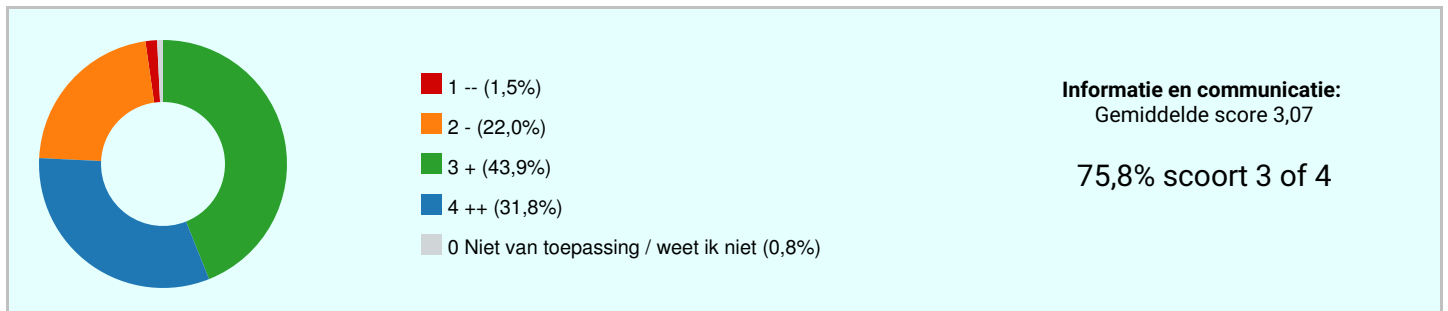 1 -- (1,5%)
2 - (22,0%)
3 + (43,9%)
4 ++ (31,8%)
0 Niet van toepassing / weet ik niet (0,8%)
Informatie en communicatie:
Gemiddelde score 3,07
75,8% scoort 3 of 4